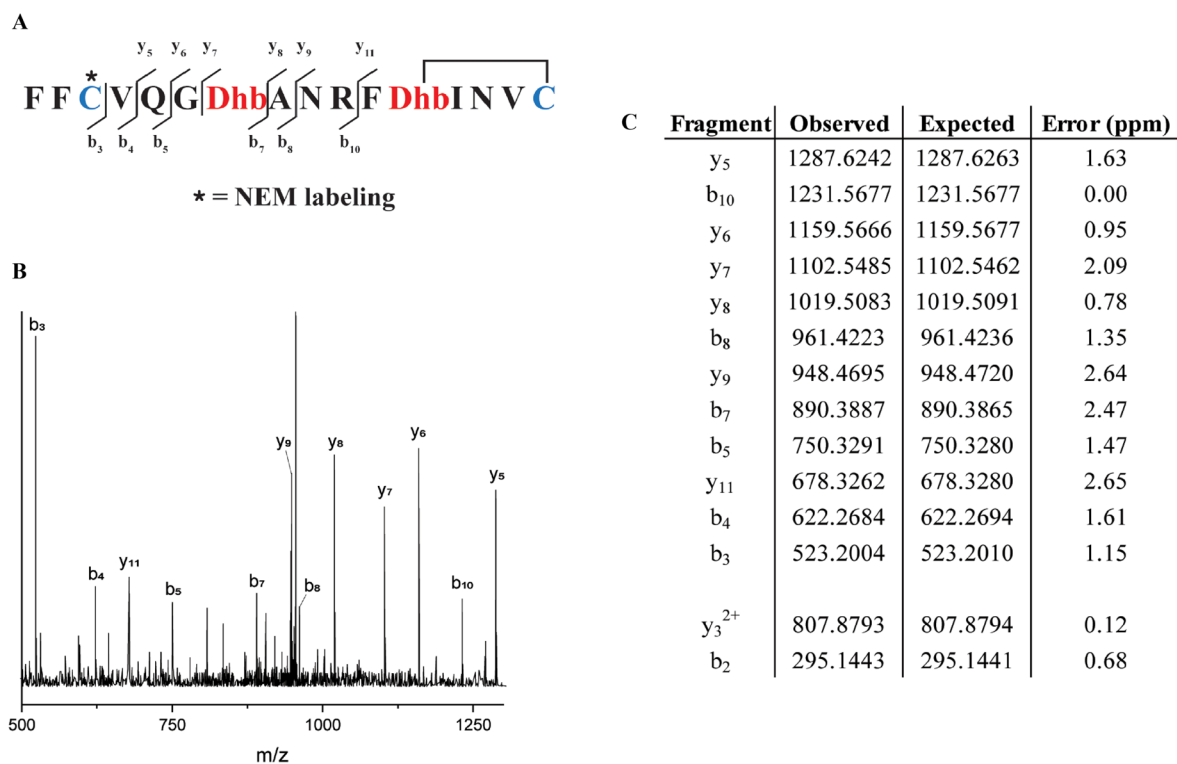 A
y₅ y₆ y₇ y₈ y₉ y₁₁
*
F F C V Q G Dhb A N R F Dhb I N V C
b₃ b₄ b₅ b₇ b₈ b₁₀
* = NEM labeling
B
b₃
b₄
y₁₁
b₅
b₇
y₉
b₈
y₈
y₇
y₆
b₁₀
y₅
500 750 1000 1250
m/z
C
Fragment Observed Expected Error (ppm)
y₅ 1287.6242 1287.6263 1.63
b₁₀ 1231.5677 1231.5677 0.00
y₆ 1159.5666 1159.5677 0.95
y₇ 1102.5485 1102.5462 2.09
y₈ 1019.5083 1019.5091 0.78
b₈ 961.4223 961.4236 1.35
y₉ 948.4695 948.4720 2.64
b₇ 890.3887 890.3865 2.47
b₅ 750.3291 750.3280 1.47
y₁₁ 678.3262 678.3280 2.65
b₄ 622.2684 622.2694 1.61
b₃ 523.2004 523.2010 1.15
y₃²⁺ 807.8793 807.8794 0.12
b₂ 295.1443 295.1441 0.68